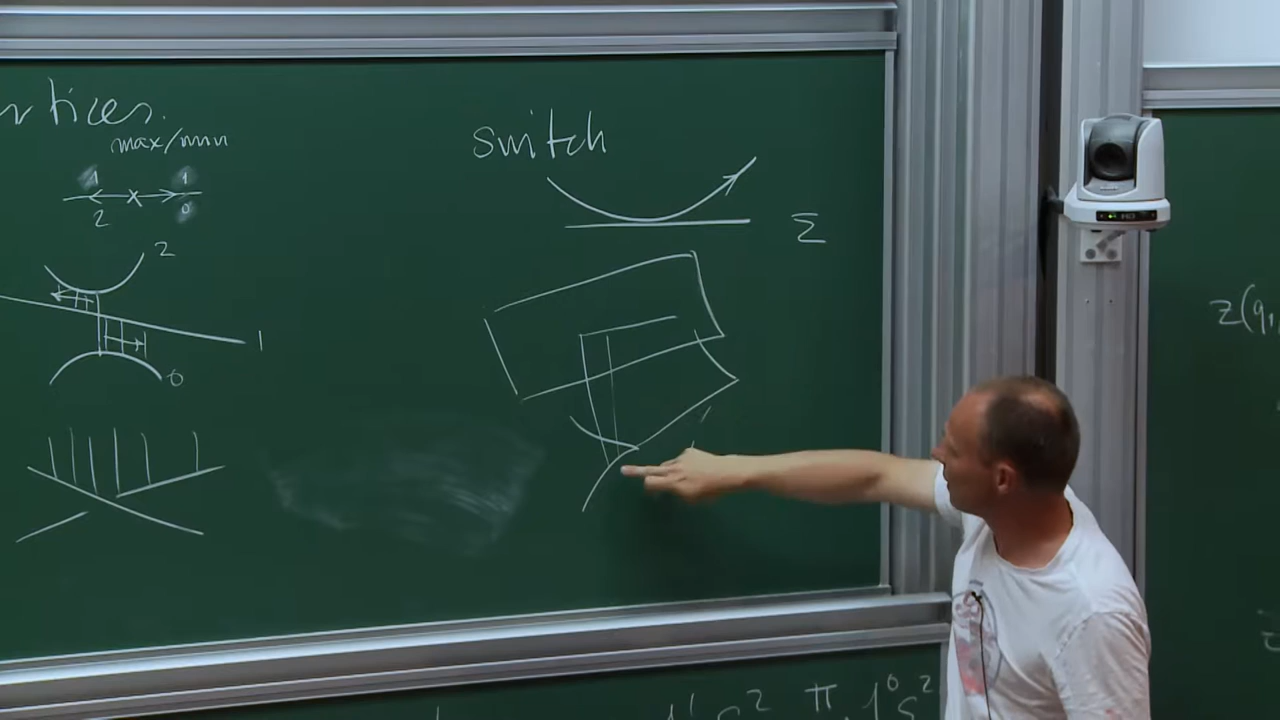 rtices.
max/min
1 1
2 0
2
1
0
switch
Σ
z(q,